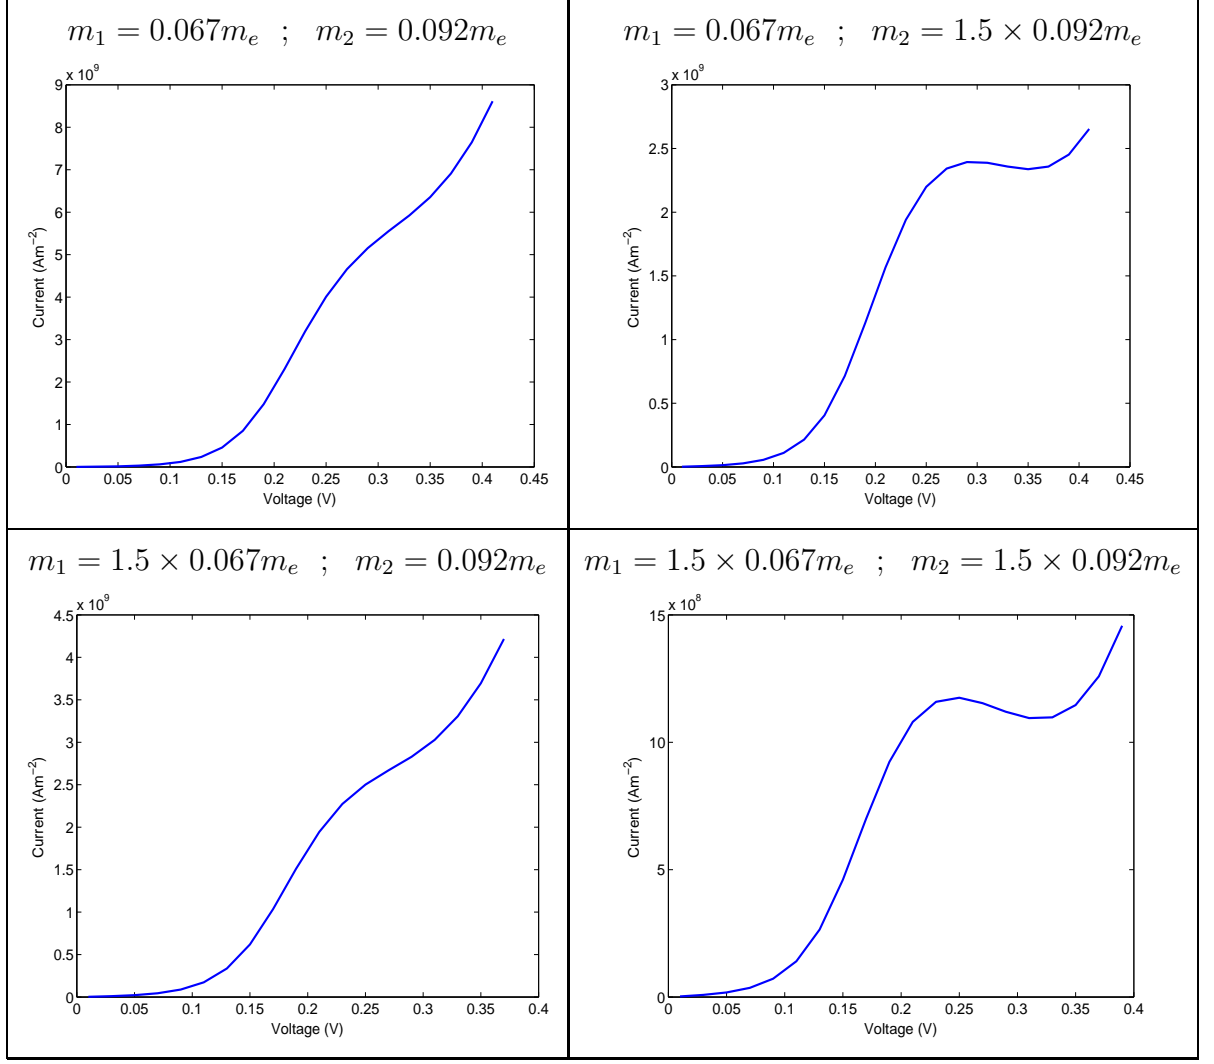 m₁ = 0.067mₑ ; m₂ = 0.092mₑ
x 10⁹
9
8
7
6
5
4
3
2
1
0
Current (Am⁻²)
0 0.05 0.1 0.15 0.2 0.25 0.3 0.35 0.4 0.45
Voltage (V)
m₁ = 0.067mₑ ; m₂ = 1.5 × 0.092mₑ
x 10⁹
3
2.5
2
1.5
1
0.5
0
Current (Am⁻²)
0 0.05 0.1 0.15 0.2 0.25 0.3 0.35 0.4 0.45
Voltage (V)
m₁ = 1.5 × 0.067mₑ ; m₂ = 0.092mₑ
x 10⁹
4.5
4
3.5
3
2.5
2
1.5
1
0.5
0
Current (Am⁻²)
0 0.05 0.1 0.15 0.2 0.25 0.3 0.35 0.4
Voltage (V)
m₁ = 1.5 × 0.067mₑ ; m₂ = 1.5 × 0.092mₑ
x 10⁸
15
10
5
0
Current (Am⁻²)
0 0.05 0.1 0.15 0.2 0.25 0.3 0.35 0.4
Voltage (V)